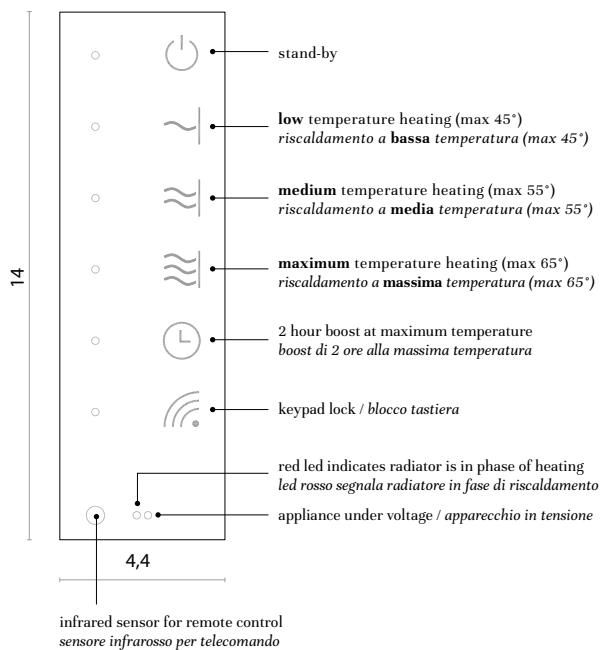 stand-by
low temperature heating (max 45°)
riscaldamento a bassa temperatura (max 45°)
medium temperature heating (max 55°)
riscaldamento a media temperatura (max 55°)
maximum temperature heating (max 65°)
riscaldamento a massima temperatura (max 65°)
14
2 hour boost at maximum temperature
boost di 2 ore alla massima temperatura
keypad lock / blocco tastiera
red led indicates radiator is in phase of heating
led rosso segnala radiatore in fase di riscaldamento
appliance under voltage / apparecchio in tensione
4,4
infrared sensor for remote control
sensore infrarosso per telecomando